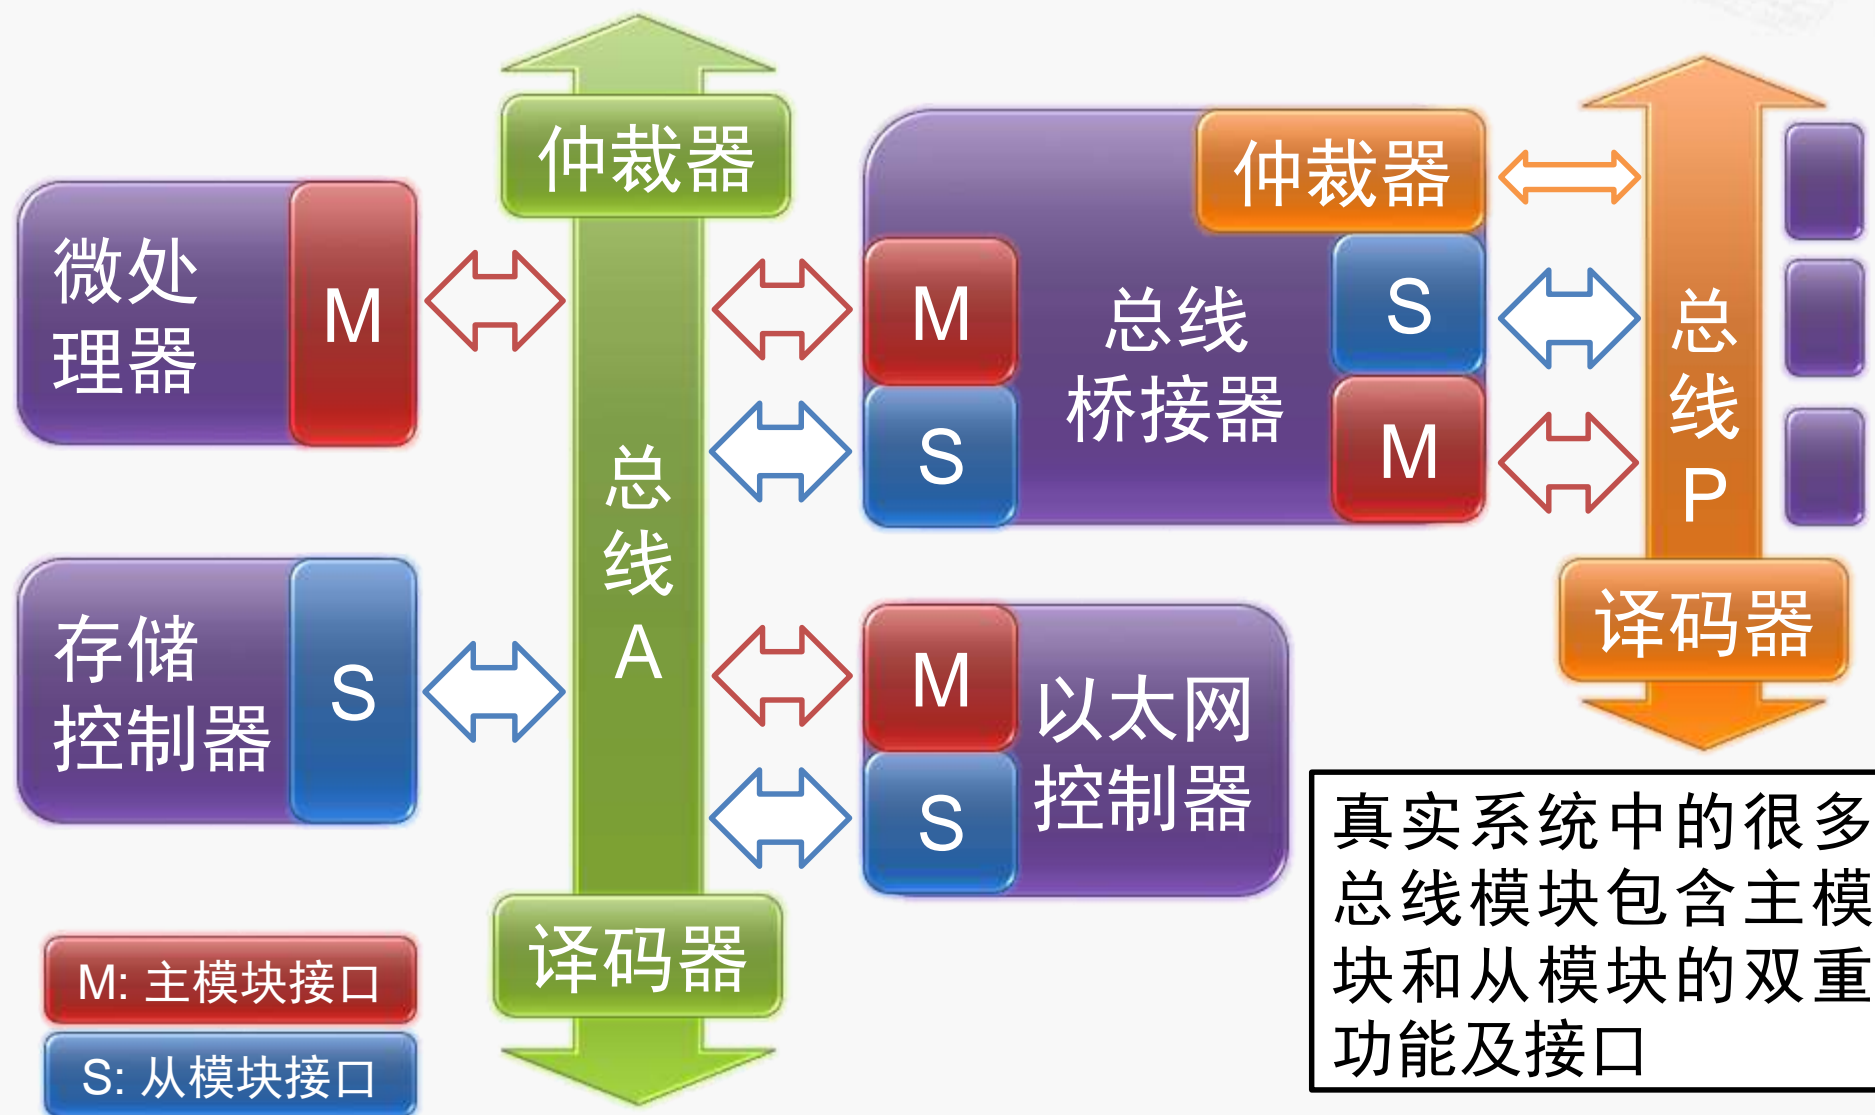 仲裁器
微处
理器
M
总
线
A
M
S
总线
桥接器
仲裁器
S
M
总
线
P
译码器
存储
控制器
S
M
S
以太网
控制器
译码器
M: 主模块接口
S: 从模块接口
真实系统中的很多
总线模块包含主模
块和从模块的双重
功能及接口